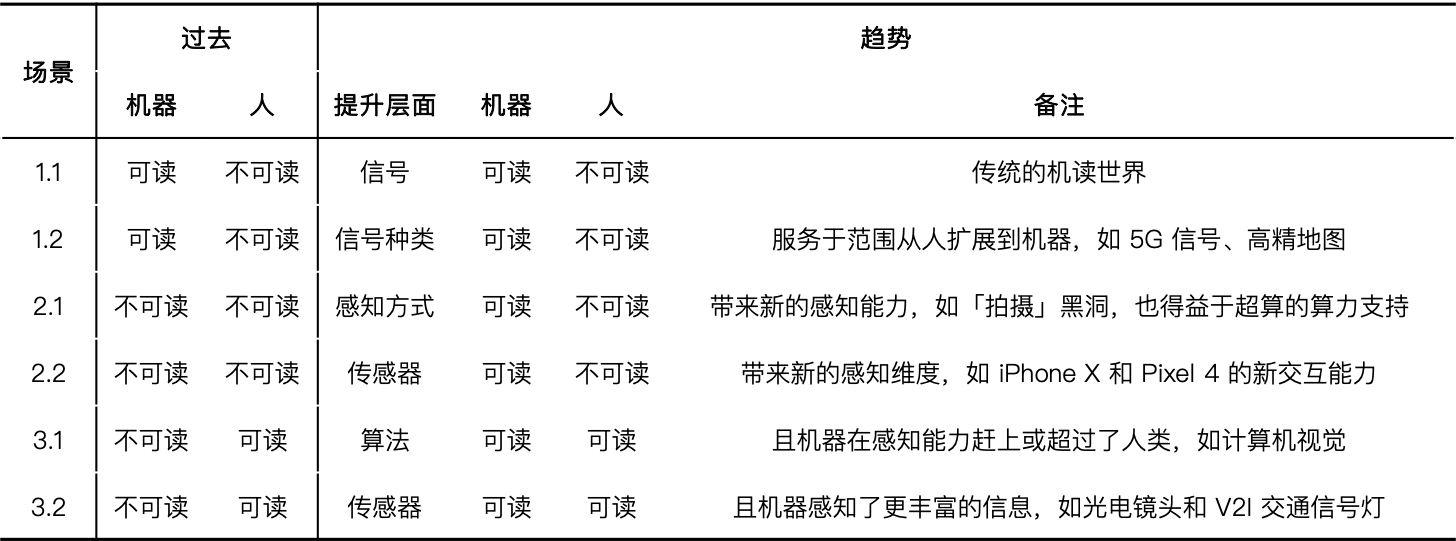 场景 过去 趋势
机器 人 提升层面 机器 人 备注
1.1 可读 不可读 信号 可读 不可读 传统的机读世界
1.2 可读 不可读 信号种类 可读 不可读 服务于范围从人扩展到机器，如 5G 信号、高精地图
2.1 不可读 不可读 感知方式 可读 不可读 带来新的感知能力，如「拍摄」黑洞，也得益于超算的算力支持
2.2 不可读 不可读 传感器 可读 不可读 带来新的感知维度，如 iPhone X 和 Pixel 4 的新交互能力
3.1 不可读 可读 算法 可读 可读 且机器在感知能力赶上或超过了人类，如计算机视觉
3.2 不可读 可读 传感器 可读 可读 且机器感知了更丰富的信息，如光电镜头和 V2I 交通信号灯